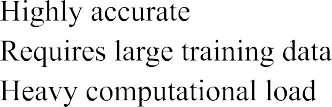 Highly accurate
Requires large training data
Heavy computational load